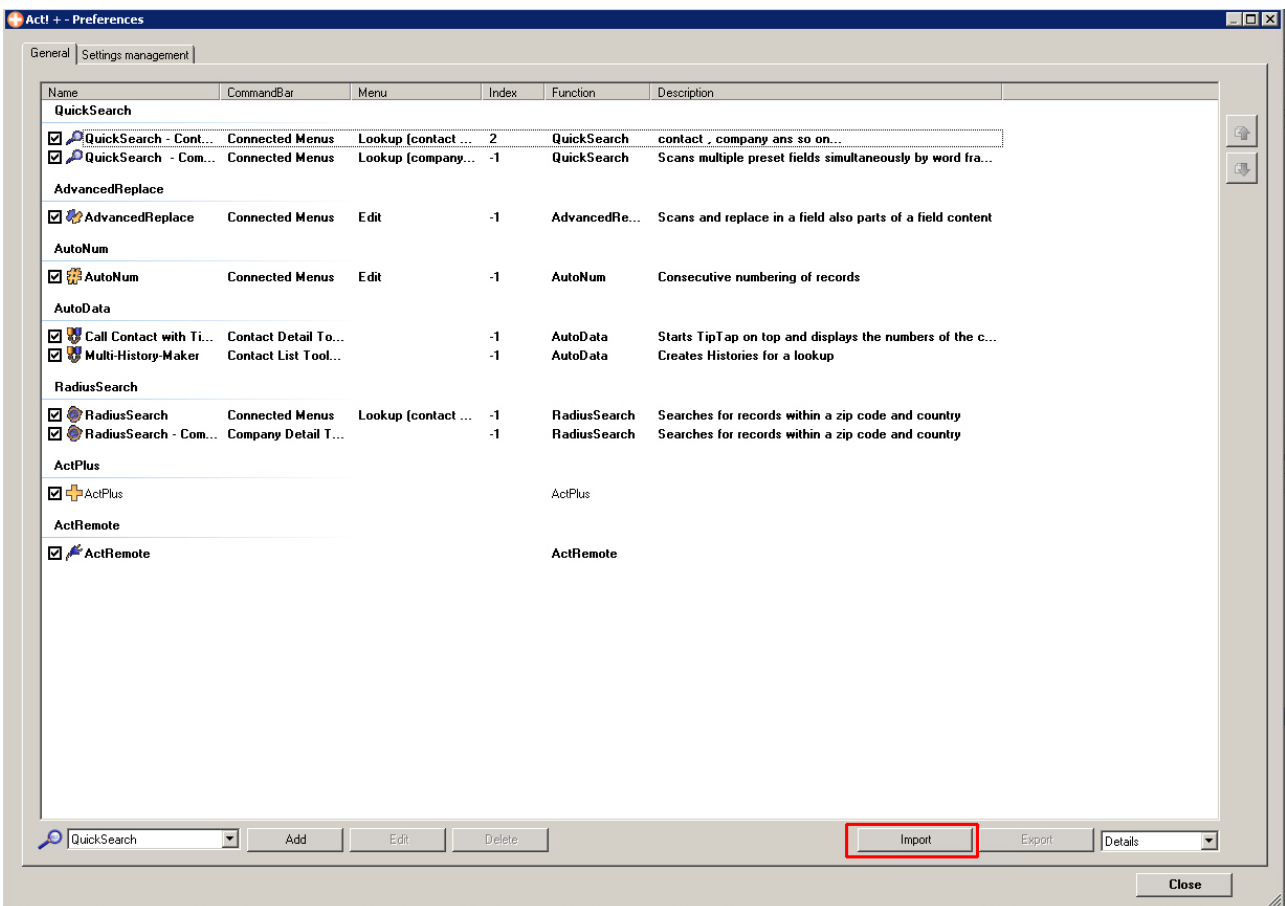 Act! + - Preferences
General Settings management
Name CommandBar Menu Index Function Description
QuickSearch
QuickSearch - Cont... Connected Menus Lookup (contact ... 2 QuickSearch contact , company ans so on...
QuickSearch - Com... Connected Menus Lookup (company... -1 QuickSearch Scans multiple preset fields simultaneously by word fra...
AdvancedReplace
AdvancedReplace Connected Menus Edit -1 AdvancedRe... Scans and replace in a field also parts of a field content
AutoNum
AutoNum Connected Menus Edit -1 AutoNum Consecutive numbering of records
AutoData
Call Contact with Ti... Contact Detail To... -1 AutoData Starts TipTap on top and displays the numbers of the c...
Multi-History-Maker Contact List Tool... -1 AutoData Creates Histories for a lookup
RadiusSearch
RadiusSearch Connected Menus Lookup (contact ... -1 RadiusSearch Searches for records within a zip code and country
RadiusSearch - Com... Company Detail T... -1 RadiusSearch Searches for records within a zip code and country
ActPlus
ActPlus ActPlus
ActRemote
ActRemote ActRemote
QuickSearch Add Edit Delete Import Export Details
Close